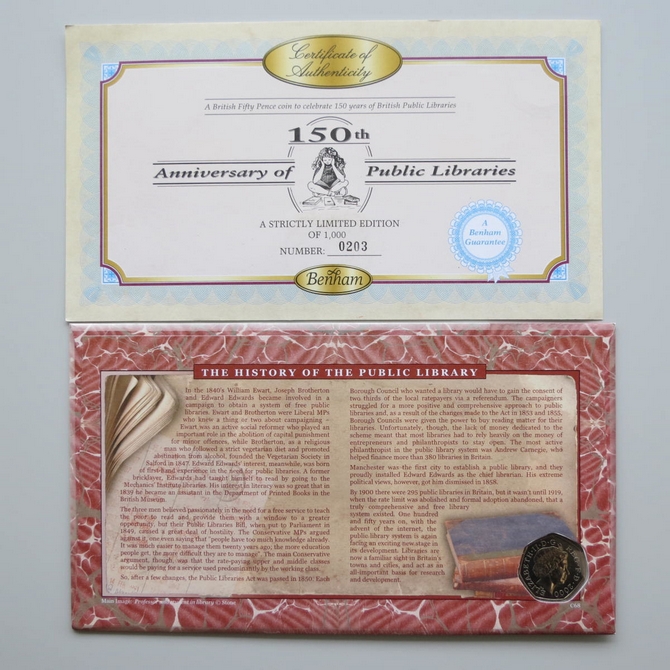 Certificate of
Authenticity
A British Fifty Pence coin to celebrate 150 years of British Public Libraries
150th
Anniversary of Public Libraries
A STRICTLY LIMITED EDITION
OF 1,000
NUMBER: 0203
A
Benham
Guarantee
Benham
THE HISTORY OF THE PUBLIC LIBRARY
In the 1840's William Ewart, Joseph Brotherton
and Edward Edwards became involved in a
campaign to obtain a system of free public
libraries. Ewart and Brotherton were Liberal MPs
who knew a thing or two about campaigning -
Ewart was an active social reformer who played an
important role in the abolition of capital punishment
for minor offences, while Brotherton, as a religious
man who followed a strict vegetarian diet and promoted
abstination from alcohol, founded the Vegetarian Society in
Salford in 1847. Edward Edwards' interest, meanwhile, was born
of first-hand experience in the need for public libraries. A former
bricklayer, Edwards had taught himself to read by going to the
Mechanics' Institute libraries. His interest in literacy was so great that in
1839 he became an assistant in the Department of Printed Books in the
British Museum.
The three men believed passionately in the need for a free service to teach
the poor to read and provide them with a window to a greater
opportunity, but their Public Libraries Bill, when put to Parliament in
1849, caused a great deal of hostility. The Conservative MPs argued
against it, one even saying that "people have too much knowledge already.
It was much easier to manage them twenty years ago; the more education
people get, the more difficult they are to manage". The main Conservative
argument, though, was that the rate-paying upper and middle classes
would be paying for a service used predominantly by the working class.
So, after a few changes, the Public Libraries Act was passed in 1850. Each
Borough Council who wanted a library would have to gain the consent of
two thirds of the local ratepayers via a referendum. The campaigners
struggled for a more positive and comprehensive approach to public
libraries and, as a result of the changes made to the Act in 1853 and 1855,
Borough Councils were given the power to buy reading matter for their
libraries. Unfortunately, though, the lack of money dedicated to the
scheme meant that most libraries had to rely heavily on the money of
entrepreneurs and philanthropists to stay open. The most active
philanthropist in the public library system was Andrew Carnegie, who
helped finance more than 380 libraries in Britain.
Manchester was the first city to establish a public library, and they
proudly installed Edward Edwards as the chief librarian. His extreme
political views, however, got him dismissed in 1858.
By 1900 there were 295 public libraries in Britain, but it wasn't until 1919,
when the rate limit was abolished and formal adoption abandoned, that a
truly comprehensive and free library
system existed. One hundred
and fifty years on, with the
advent of the internet, the
public library system is again
facing an exciting new stage in
its development. Libraries are
now a familiar sight in Britain's
towns and cities, and act as an
all-important basis for research
and development.
ELIZABETH II D G REG F D 2000
Main Image: Professor with student in library © Stone